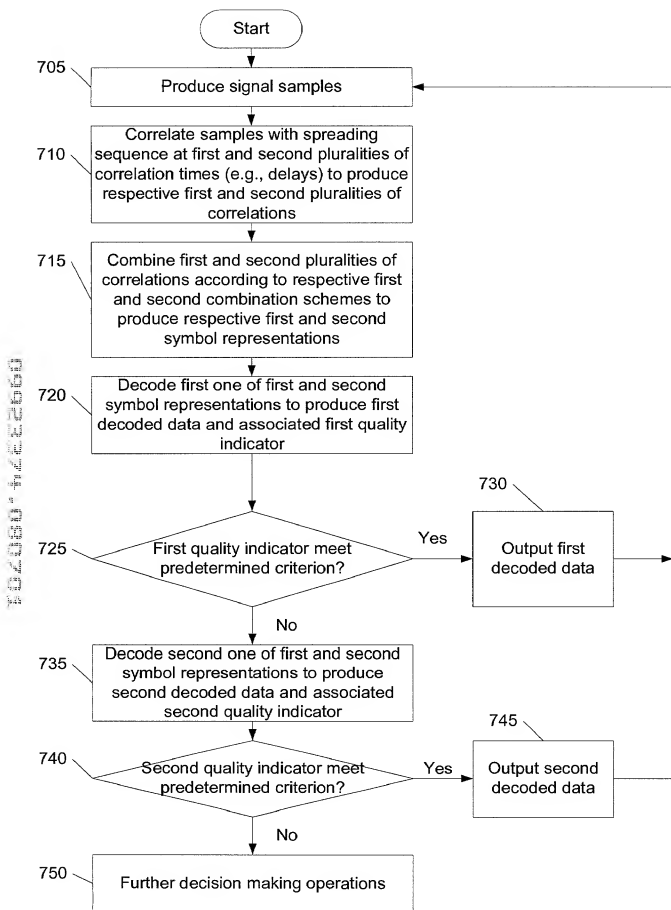 Start
705
Produce signal samples
710
Correlate samples with spreading
sequence at first and second pluralities of
correlation times (e.g., delays) to produce
respective first and second pluralities of
correlations
715
Combine first and second pluralities of
correlations according to respective first
and second combination schemes to
produce respective first and second
symbol representations
720
Decode first one of first and second
symbol representations to produce first
decoded data and associated first quality
indicator
725
First quality indicator meet
predetermined criterion?
Yes
730
Output first
decoded data
No
735
Decode second one of first and second
symbol representations to produce
second decoded data and associated
second quality indicator
740
Second quality indicator meet
predetermined criterion?
Yes
745
Output second
decoded data
No
750
Further decision making operations